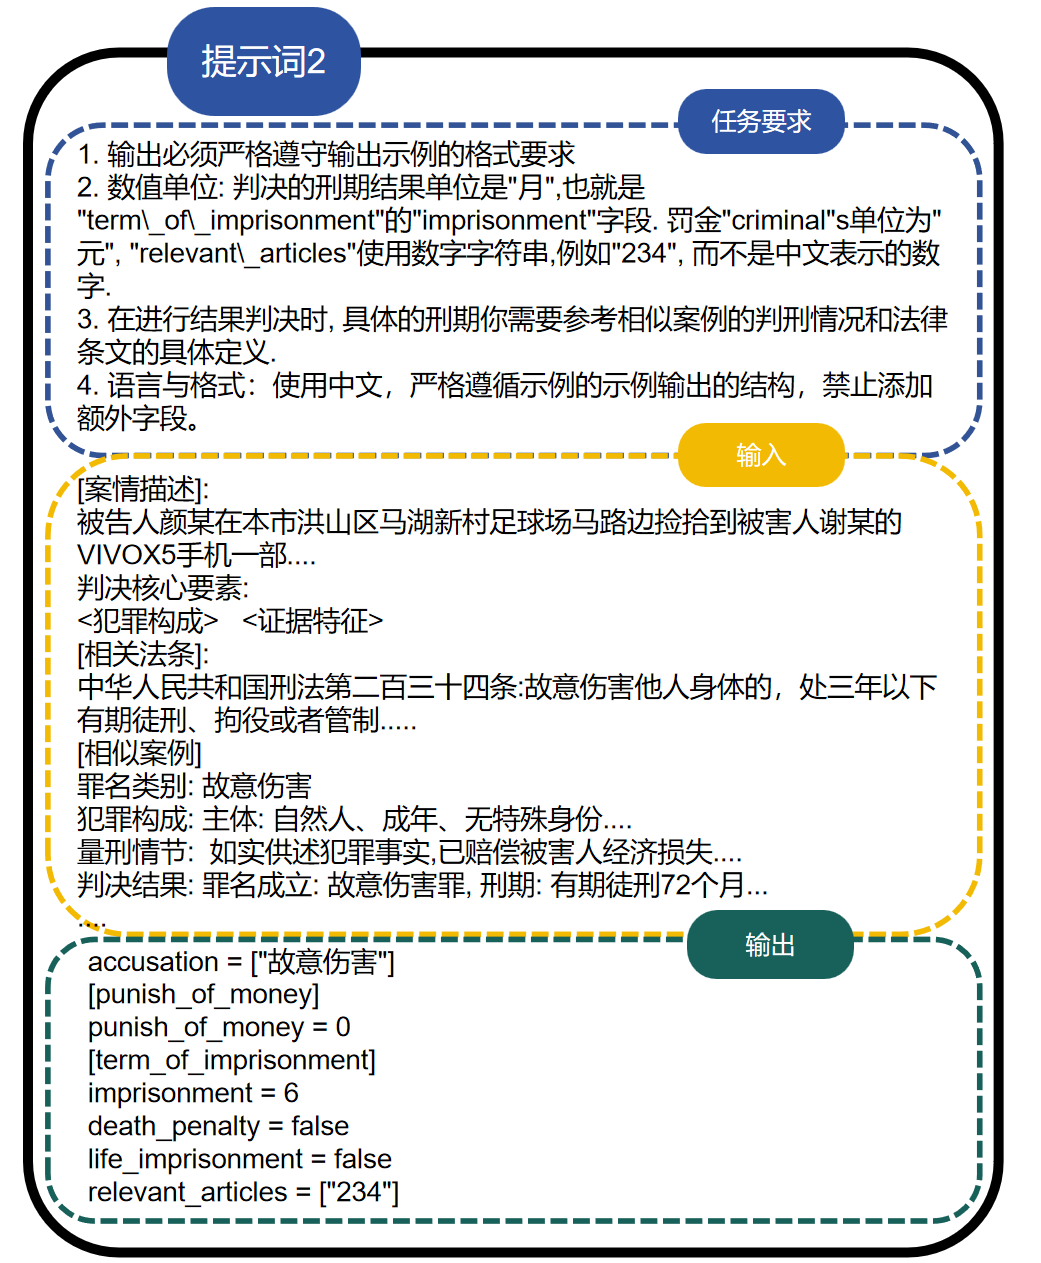 提示词2
任务要求
1. 输出必须严格遵守输出示例的格式要求
2. 数值单位: 判决的刑期结果单位是"月",也就是
"term\_of\_imprisonment"的"imprisonment"字段. 罚金"criminal"s单位为"
元", "relevant\_articles"使用数字字符串,例如"234", 而不是中文表示的数
字.
3. 在进行结果判决时, 具体的刑期你需要参考相似案例的判刑情况和法律
条文的具体定义.
4. 语言与格式：使用中文，严格遵循示例的示例输出的结构，禁止添加
额外字段。
输入
[案情描述]:
被告人颜某在本市洪山区马湖新村足球场马路边捡拾到被害人谢某的
VIVOX5手机一部....
判决核心要素:
<犯罪构成> <证据特征>
[相关法条]:
中华人民共和国刑法第二百三十四条:故意伤害他人身体的，处三年以下
有期徒刑、拘役或者管制.....
[相似案例]
罪名类别: 故意伤害
犯罪构成: 主体: 自然人、成年、无特殊身份....
量刑情节: 如实供述犯罪事实,已赔偿被害人经济损失....
判决结果: 罪名成立: 故意伤害罪, 刑期: 有期徒刑72个月...
....
输出
accusation = ["故意伤害"]
[punish_of_money]
punish_of_money = 0
[term_of_imprisonment]
imprisonment = 6
death_penalty = false
life_imprisonment = false
relevant_articles = ["234"]